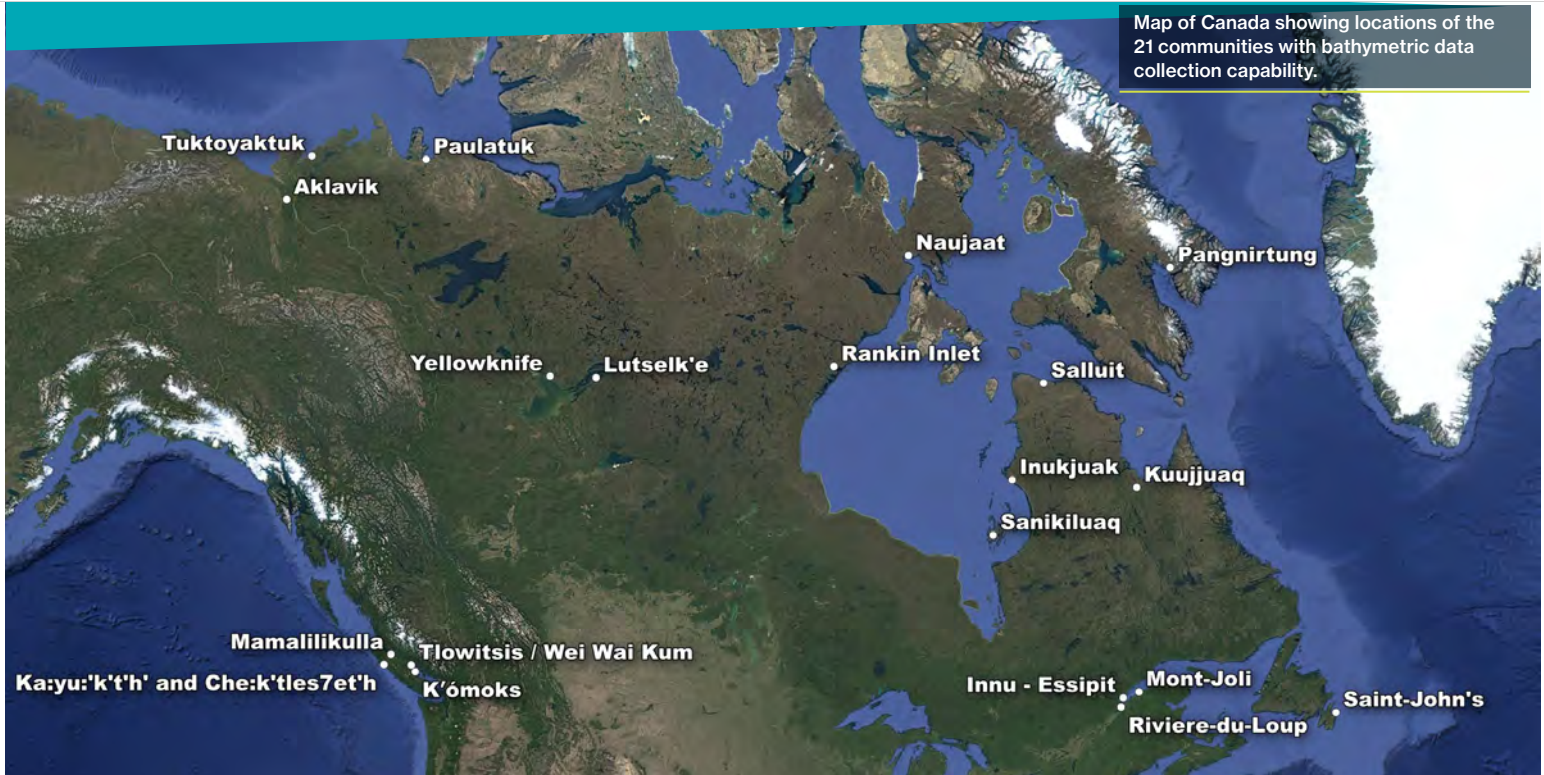 Map of Canada showing locations of the
21 communities with bathymetric data
collection capability.
Tuktoyaktuk
Paulatuk
Aklavik
Naujaat
Pangnirtung
Yellowknife
Lutselk'e
Rankin Inlet
Salluit
Inukjuak
Kuujjuaq
Sanikiluaq
Mamalilikulla
Tlowitsis / Wei Wai Kum
Ka:yu:'k't'h' and Che:k'tles7et'h
K'ómoks
Innu - Essipit
Mont-Joli
Saint-John's
Riviere-du-Loup